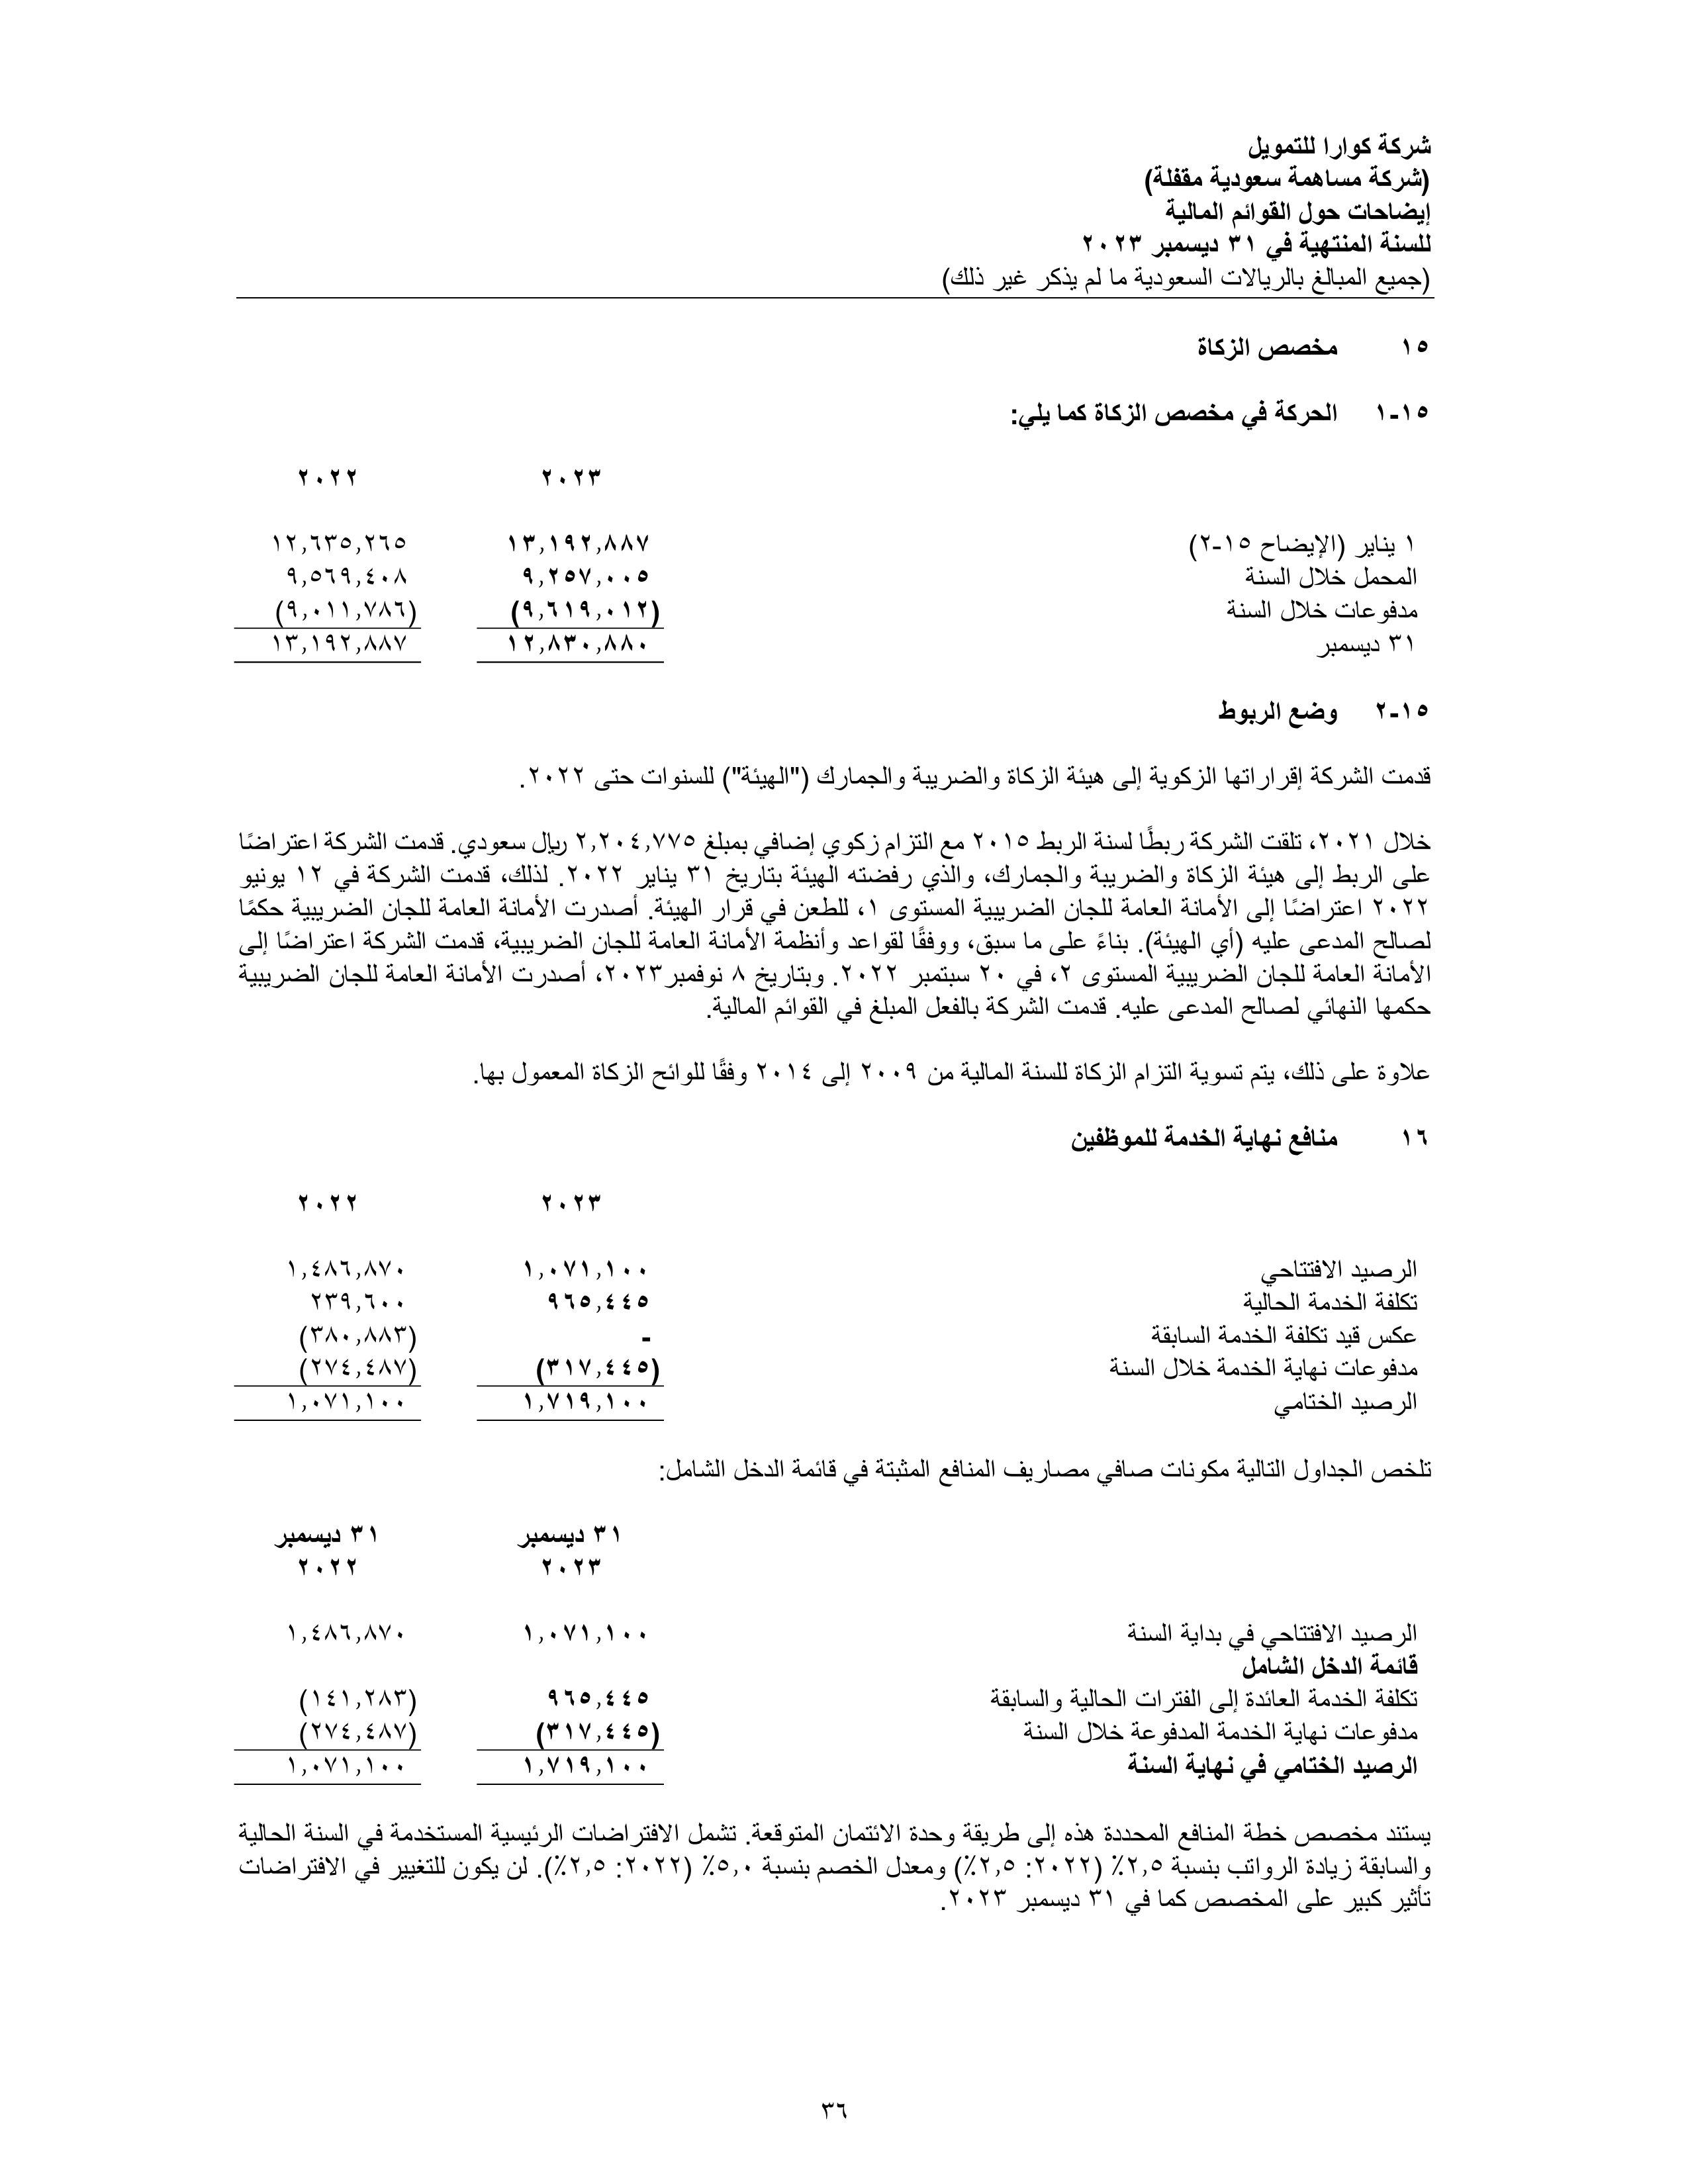 شركة كوارا للتمويل
(شركة مساهمة سعودية مقفلة)
إيضاحات حول القوائم المالية
للسنة المنتهية في ٣١ ديسمبر ٢٠٢٣
(جميع المبالغ بالريالات السعودية ما لم يذكر غير ذلك)
١٥ مخصص الزكاة
١٥-١ الحركة في مخصص الزكاة كما يلي:
٢٠٢٣ ٢٠٢٢
١ يناير (الإيضاح ١٥-٢) ١٣,١٩٢,٨٨٧ ١٢,٦٣٥,٢٦٥
المحمل خلال السنة ٩,٢٥٧,٠٠٥ ٩,٥٦٩,٤٠٨
مدفوعات خلال السنة (٩,٦١٩,٠١٢) (٩,٠١١,٧٨٦)
٣١ ديسمبر ١٢,٨٣٠,٨٨٠ ١٣,١٩٢,٨٨٧
١٥-٢ وضع الربوط
قدمت الشركة إقراراتها الزكوية إلى هيئة الزكاة والضريبة والجمارك ("الهيئة") للسنوات حتى ٢٠٢٢.
خلال ٢٠٢١، تلقت الشركة ربطًا لسنة الربط ٢٠١٥ مع التزام زكوي إضافي بمبلغ ٢,٢٠٤,٧٧٥ ريال سعودي. قدمت الشركة اعتراضًا
على الربط إلى هيئة الزكاة والضريبة والجمارك، والذي رفضته الهيئة بتاريخ ٣١ يناير ٢٠٢٢. لذلك، قدمت الشركة في ١٢ يونيو
٢٠٢٢ اعتراضًا إلى الأمانة العامة للجان الضريبية المستوى ١، للطعن في قرار الهيئة. أصدرت الأمانة العامة للجان الضريبية حكمًا
لصالح المدعى عليه (أي الهيئة). بناءً على ما سبق، ووفقًا لقواعد وأنظمة الأمانة العامة للجان الضريبية، قدمت الشركة اعتراضًا إلى
الأمانة العامة للجان الضريبية المستوى ٢، في ٢٠ سبتمبر ٢٠٢٢. وبتاريخ ٨ نوفمبر٢٠٢٣، أصدرت الأمانة العامة للجان الضريبية
حكمها النهائي لصالح المدعى عليه. قدمت الشركة بالفعل المبلغ في القوائم المالية.
علاوة على ذلك، يتم تسوية التزام الزكاة للسنة المالية من ٢٠٠٩ إلى ٢٠١٤ وفقًا للوائح الزكاة المعمول بها.
١٦ منافع نهاية الخدمة للموظفين
٢٠٢٣ ٢٠٢٢
الرصيد الافتتاحي ١,٠٧١,١٠٠ ١,٤٨٦,٨٧٠
تكلفة الخدمة الحالية ٩٦٥,٤٤٥ ٢٣٩,٦٠٠
عكس قيد تكلفة الخدمة السابقة - (٣٨٠,٨٨٣)
مدفوعات نهاية الخدمة خلال السنة (٣١٧,٤٤٥) (٢٧٤,٤٨٧)
الرصيد الختامي ١,٧١٩,١٠٠ ١,٠٧١,١٠٠
تلخص الجداول التالية مكونات صافي مصاريف المنافع المثبتة في قائمة الدخل الشامل:
٣١ ديسمبر ٣١ ديسمبر
٢٠٢٣ ٢٠٢٢
الرصيد الافتتاحي في بداية السنة ١,٠٧١,١٠٠ ١,٤٨٦,٨٧٠
قائمة الدخل الشامل
تكلفة الخدمة العائدة إلى الفترات الحالية والسابقة ٩٦٥,٤٤٥ (١٤١,٢٨٣)
مدفوعات نهاية الخدمة المدفوعة خلال السنة (٣١٧,٤٤٥) (٢٧٤,٤٨٧)
الرصيد الختامي في نهاية السنة ١,٧١٩,١٠٠ ١,٠٧١,١٠٠
يستند مخصص خطة المنافع المحددة هذه إلى طريقة وحدة الائتمان المتوقعة. تشمل الافتراضات الرئيسية المستخدمة في السنة الحالية
والسابقة زيادة الرواتب بنسبة ٢,٥٪ (٢٠٢٢: ٢,٥٪) ومعدل الخصم بنسبة ٥,٠٪ (٢٠٢٢: ٢,٥٪). لن يكون للتغيير في الافتراضات
تأثير كبير على المخصص كما في ٣١ ديسمبر ٢٠٢٣.
٣٦